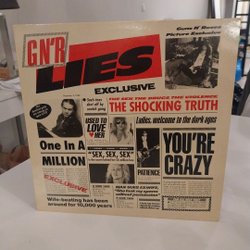 GN'R
LIES
EXCLUSIVE
Guns n' Roses
Picture Exclusive
THE SEX THE DRUGS THE VIOLENCE
THE SHOCKING TRUTH
USED TO
LOVE
HER
Ladies, welcome to the dark ages
One In A
MILLION
EXCLUSIVE
"SEX, SEX, SEX"
PATIENCE
YOU'RE
CRAZY
Wife-beating has been
around for 10,000 years